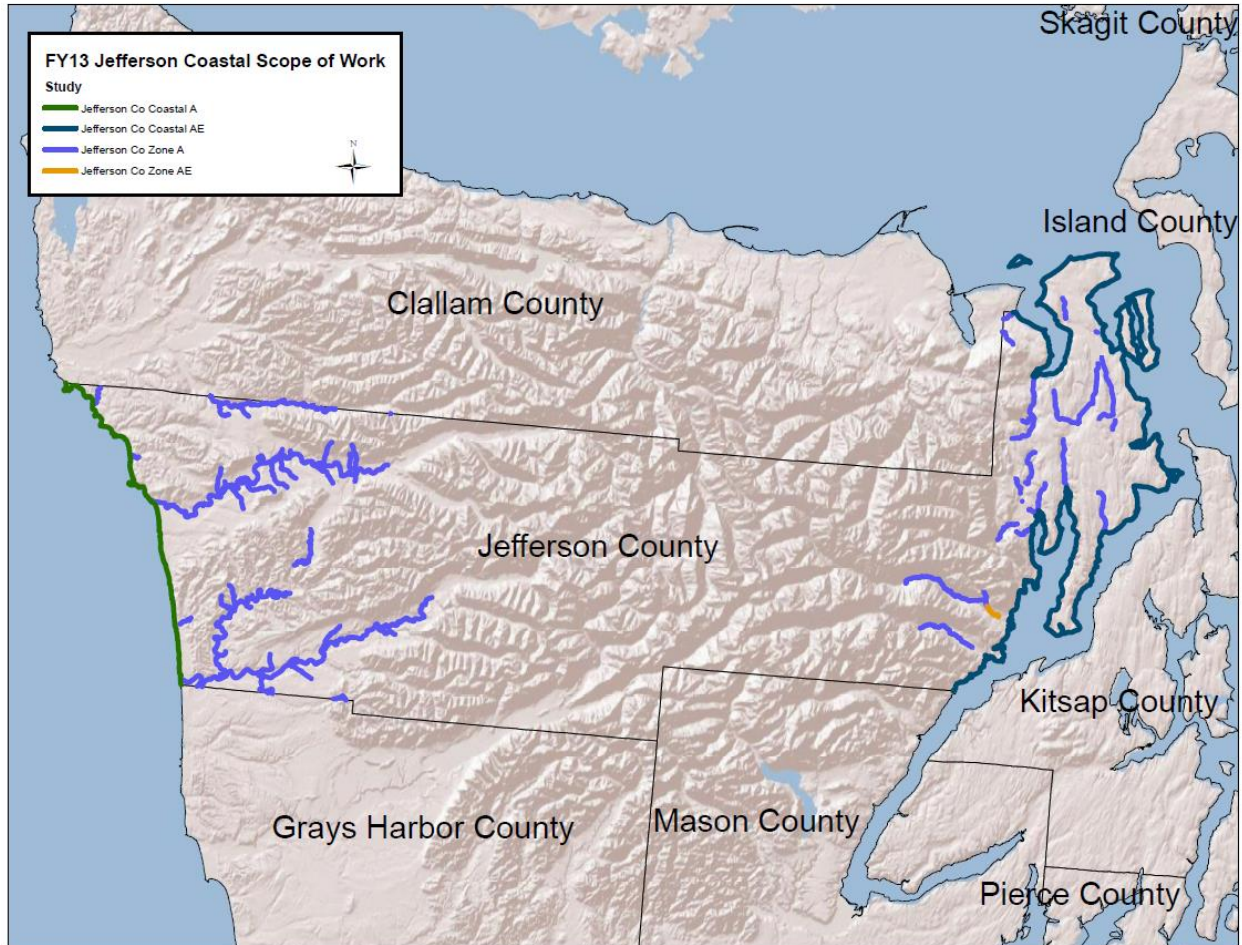 Skagit County
FY13 Jefferson Coastal Scope of Work
Study
Jefferson Co Coastal A
Jefferson Co Coastal AE
Jefferson Co Zone A
Jefferson Co Zone AE
N
Island County
Clallam County
Jefferson County
Kitsap County
Grays Harbor County
Mason County
Pierce County